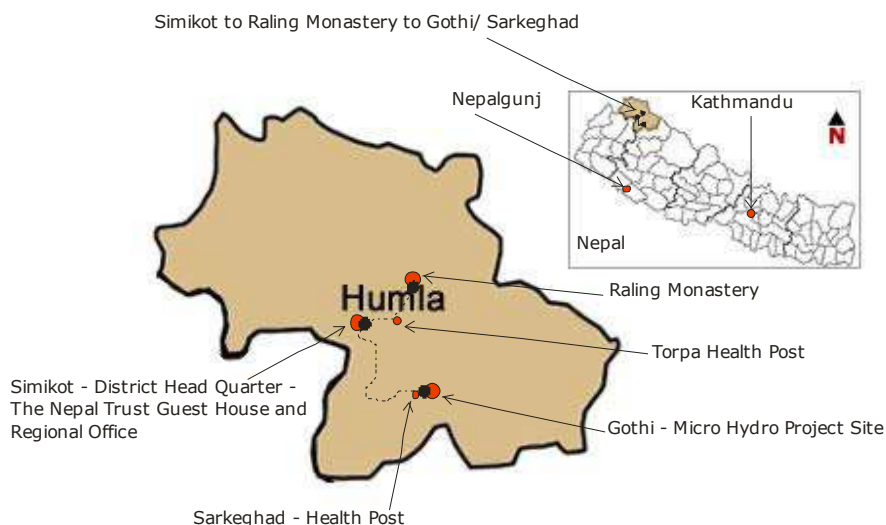 Simikot to Raling Monastery to Gothi/ Sarkeghad
Nepalgunj
Kathmandu
N
Nepal
Raling Monastery
Humla
Torpa Health Post
Simikot - District Head Quarter -
The Nepal Trust Guest House and
Regional Office
Gothi - Micro Hydro Project Site
Sarkeghad - Health Post